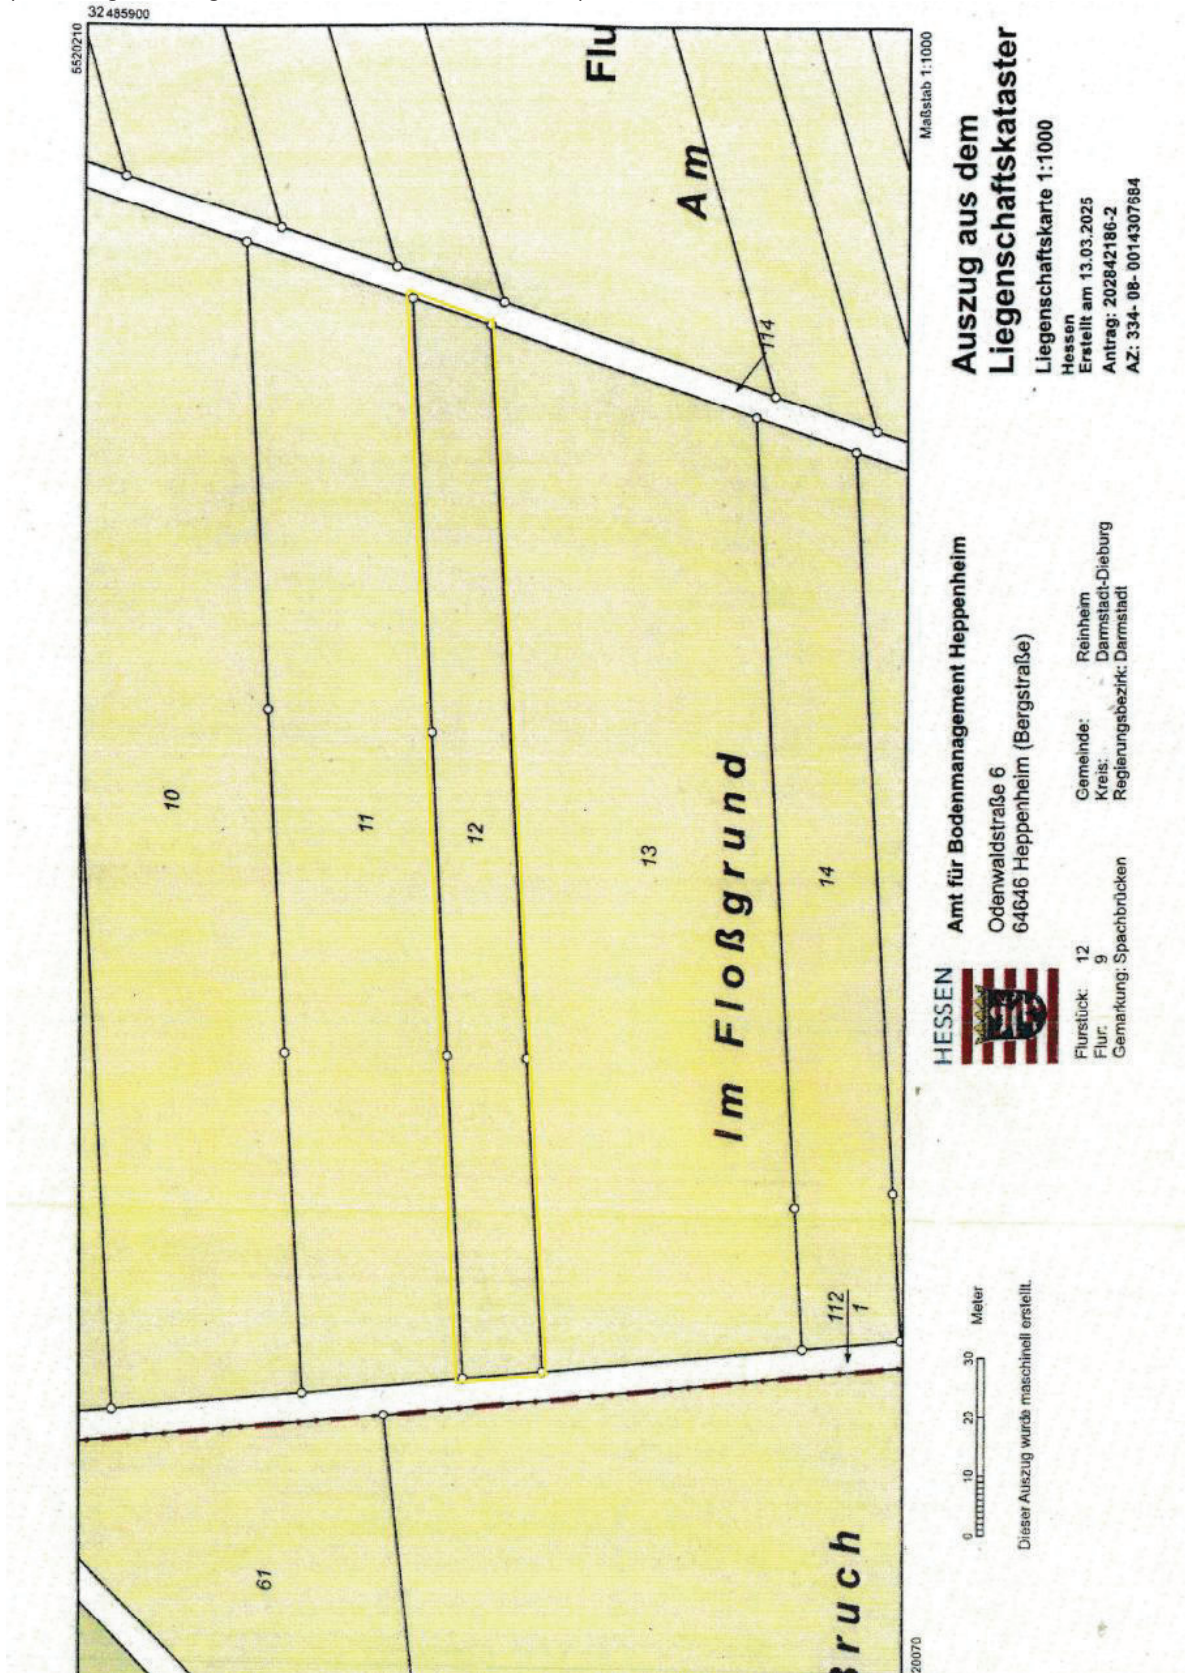 32 485900
5520210
Flu
Am
114
10
11
12
13
14
Im Floßgrund
112
1
61
Bruch
20070
Maßstab 1:1000
Auszug aus dem
Liegenschaftskataster
Liegenschaftskarte 1:1000
Hessen
Erstellt am 13.03.2025
Antrag: 202842186-2
AZ: 334- 08- 0014307684
HESSEN
Amt für Bodenmanagement Heppenheim
Odenwaldstraße 6
64646 Heppenheim (Bergstraße)
Flurstück: 12
Flur: 9
Gemarkung: Spachbrücken
Gemeinde: Reinheim
Kreis: Darmstadt-Dieburg
Regierungsbezirk: Darmstadt
0 10 20 30 Meter
Dieser Auszug wurde maschinell erstellt.